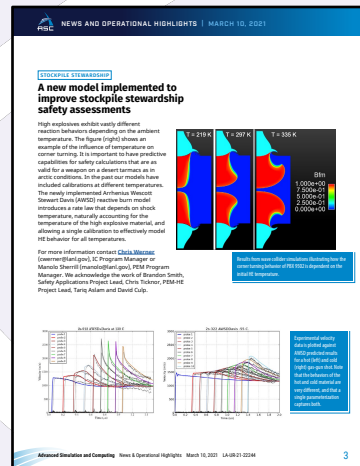 ASC
NEWS AND OPERATIONAL HIGHLIGHTS | MARCH 10, 2021
STOCKPILE STEWARDSHIP
A new model implemented to
improve stockpile stewardship
safety assessments
High explosives exhibit vastly different
reaction behaviors depending on the ambient
temperature. The figure (right) shows an
example of the influence of temperature on
corner turning. It is important to have predictive
capabilities for safety calculations that are as
valid for a weapon on a desert tarmac as in
arctic conditions. In the past our models have
included calibrations at different temperatures.
The newly implemented Arrhenius Wescott
Stewart Davis (AWSD) reactive burn model
introduces a rate law that depends on shock
temperature, naturally accounting for the
temperature of the high explosive material, and
allowing a single calibration to effectively model
HE behavior for all temperatures.
For more information contact Chris Werner
(cwerner@lanl.gov), IC Program Manager or
Manolo Sherrill (manolo@lanl.gov), PEM Program
Manager. We acknowledge the work of Brandon Smith,
Safety Applications Project Lead, Chris Ticknor, PEM-HE
Project Lead, Tariq Aslam and David Culp.
T = 219 K
T = 297 K
T = 335 K
Bfm
1.000e+00
7.500e-01
5.000e-01
2.500e-01
0.000e+00
Results from wave collider simulations illustrating how the
corner turning behavior of PBX 9502 is dependent on the
initial HE temperature.
Experimental velocity
data is plotted against
AWSD predicted results
for a hot (left) and cold
(right) gas-gun shot. Note
that the behaviors of the
hot and cold material are
very different, and that a
single parameterization
captures both.
Advanced Simulation and Computing News & Operational Highlights March 10, 2021 LA-UR-21-22244
3